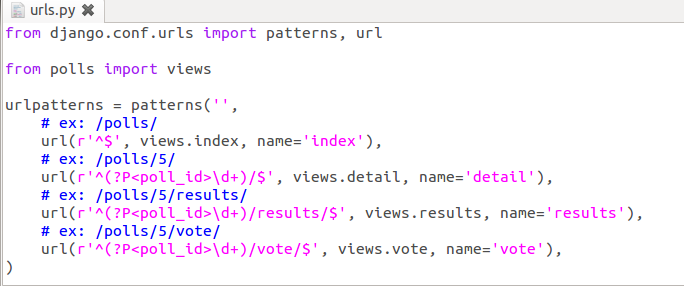 urls.py
from django.conf.urls import patterns, url
from polls import views
urlpatterns = patterns('',
    # ex: /polls/
    url(r'^$', views.index, name='index'),
    # ex: /polls/5/
    url(r'^(?P<poll_id>\d+)/$', views.detail, name='detail'),
    # ex: /polls/5/results/
    url(r'^(?P<poll_id>\d+)/results/$', views.results, name='results'),
    # ex: /polls/5/vote/
    url(r'^(?P<poll_id>\d+)/vote/$', views.vote, name='vote'),
)